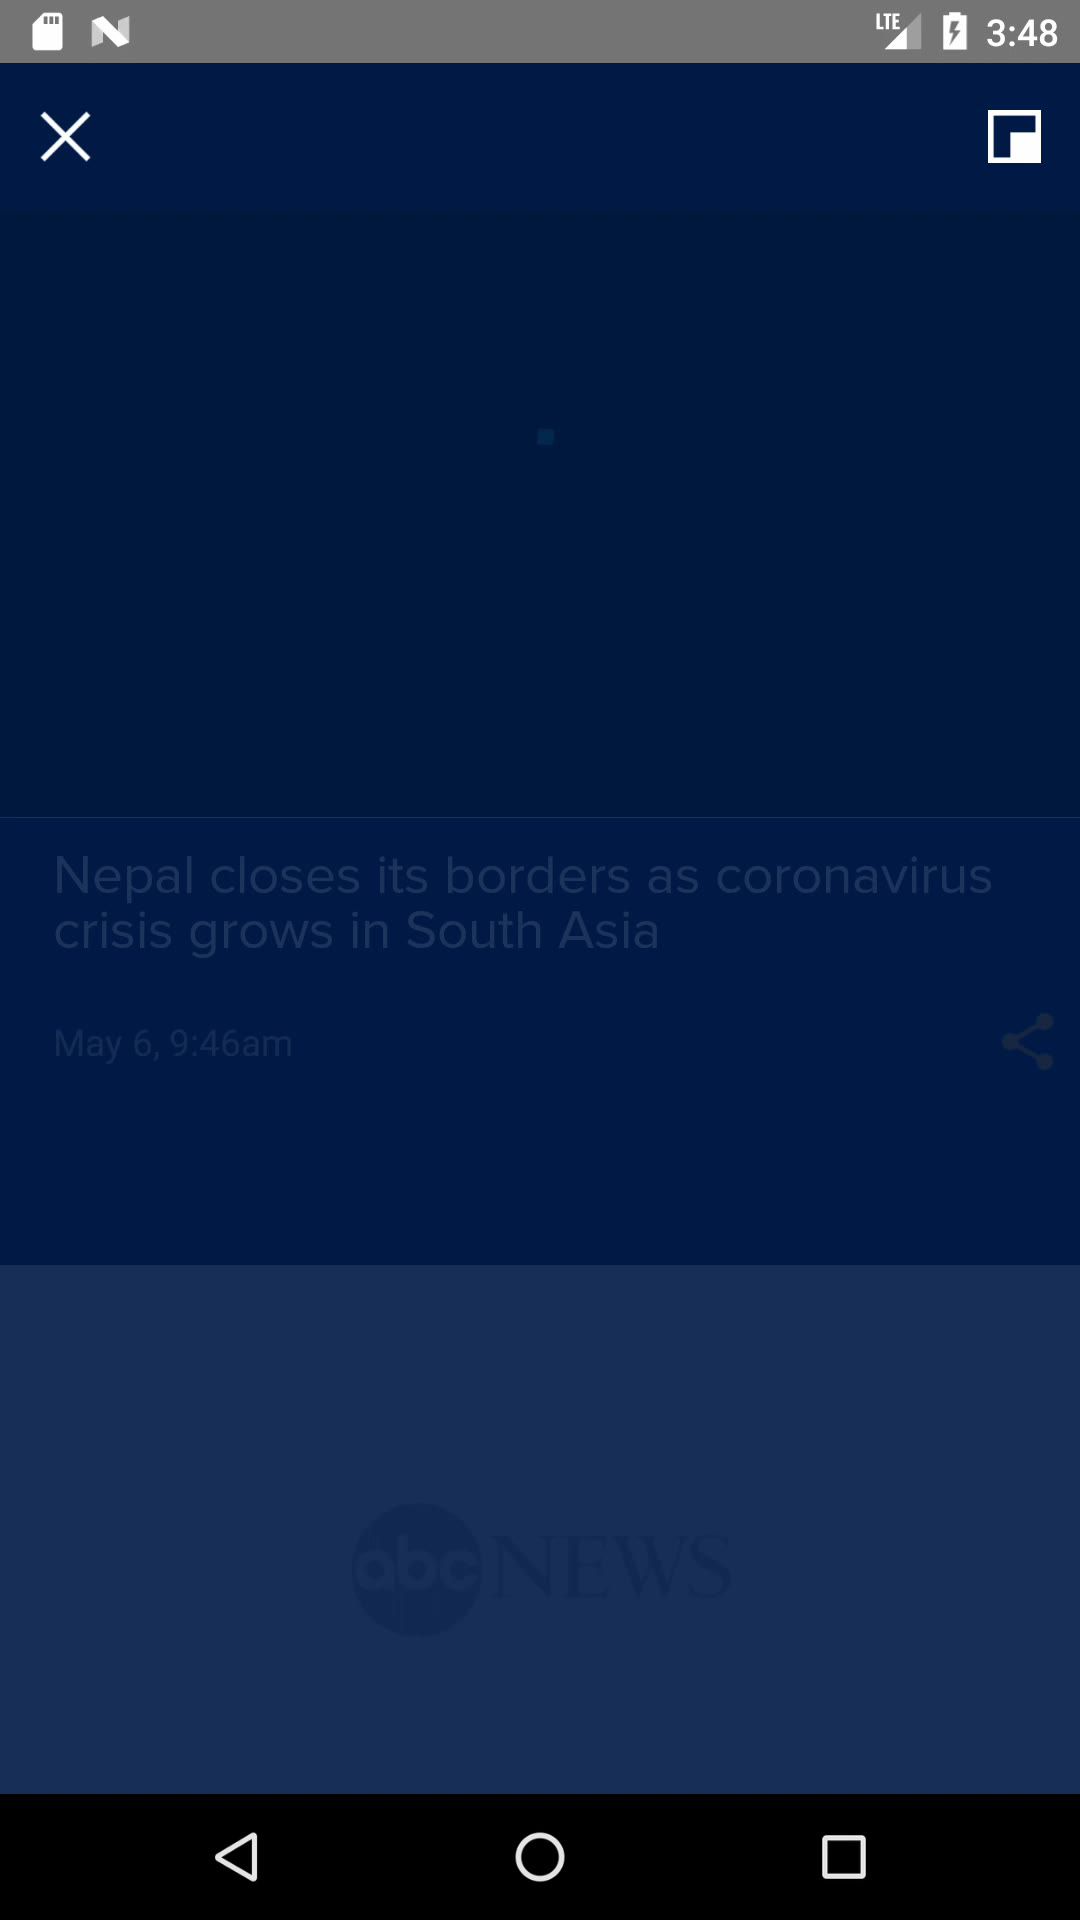 LTE 3:48
Nepal closes its borders as coronavirus
crisis grows in South Asia
May 6, 9:46am
abc NEWS